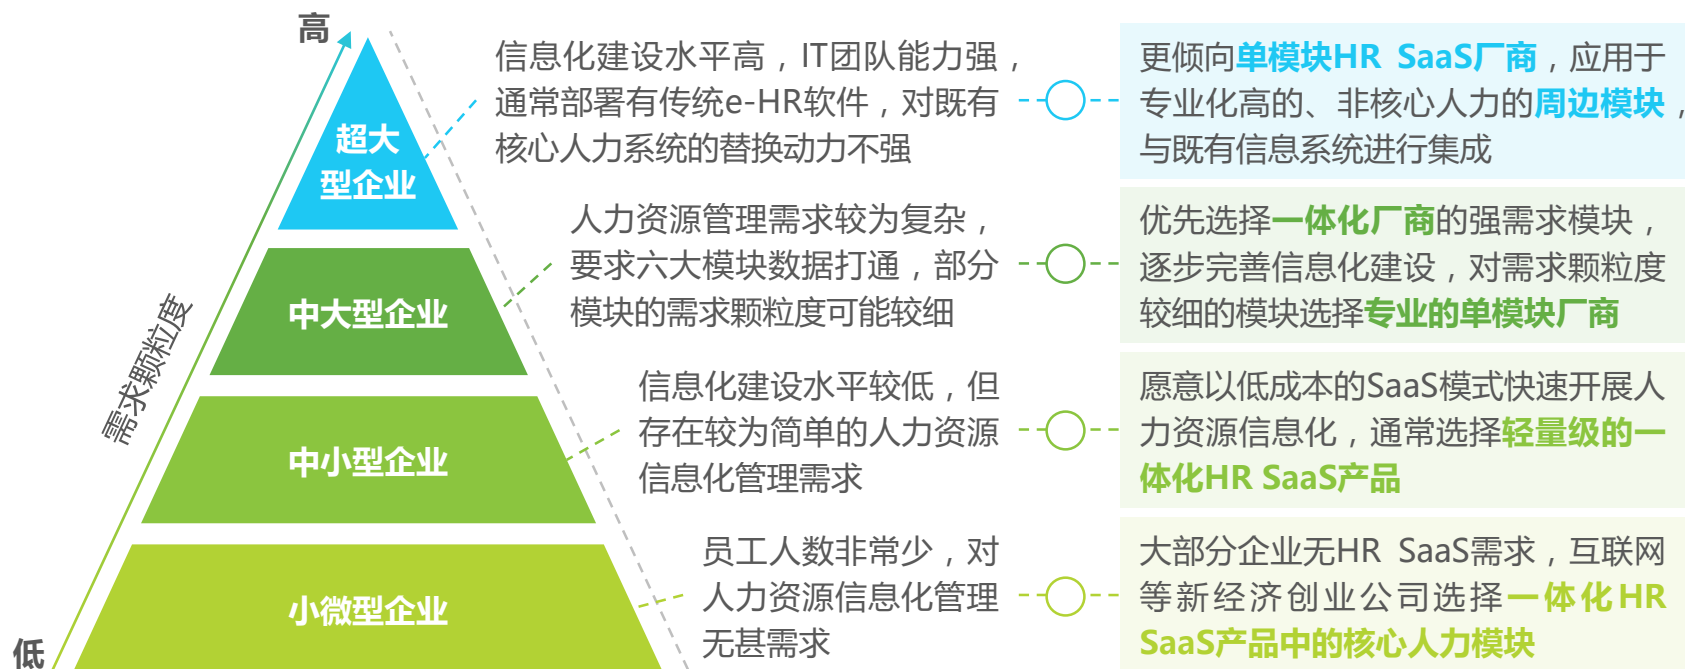 高
信息化建设水平高，IT团队能力强，
通常部署有传统e-HR软件，对既有
核心人力系统的替换动力不强
更倾向单模块HR SaaS厂商，应用于
专业化高的、非核心人力的周边模块，
与既有信息系统进行集成
超大
型企业
人力资源管理需求较为复杂，
要求六大模块数据打通，部分
模块的需求颗粒度可能较细
优先选择一体化厂商的强需求模块，
逐步完善信息化建设，对需求颗粒度
较细的模块选择专业的单模块厂商
中大型企业
需求颗粒度
信息化建设水平较低，但
存在较为简单的人力资源
信息化管理需求
愿意以低成本的SaaS模式快速开展人
力资源信息化，通常选择轻量级的一
体化HR SaaS产品
中小型企业
员工人数非常少，对
人力资源信息化管理
无甚需求
大部分企业无HR SaaS需求，互联网
等新经济创业公司选择一体化HR
SaaS产品中的核心人力模块
小微型企业
低